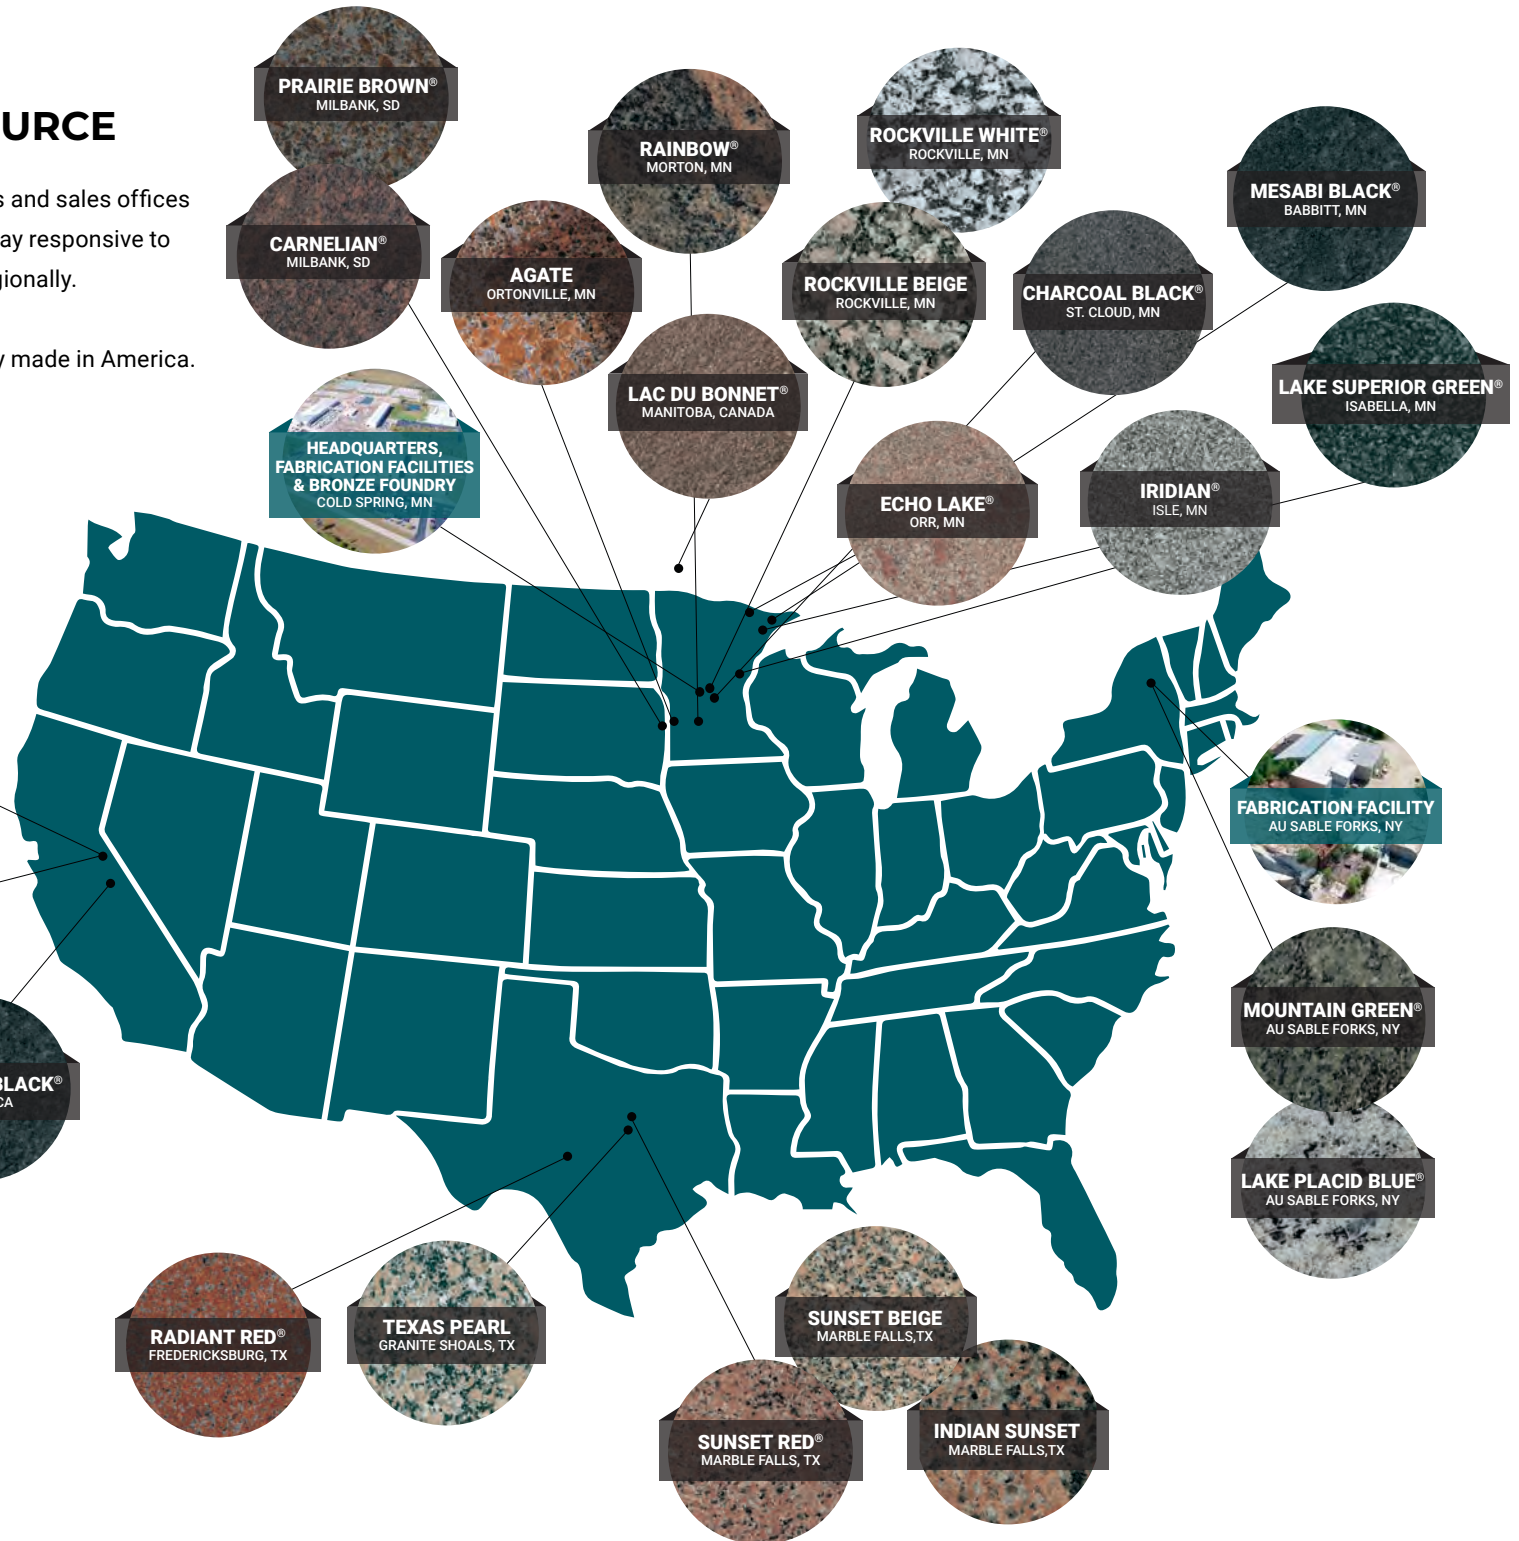 URCE
s and sales offices
ay responsive to
gionally.
y made in America.
PRAIRIE BROWN®
MILBANK, SD
CARNELIAN®
MILBANK, SD
AGATE
ORTONVILLE, MN
RAINBOW®
MORTON, MN
ROCKVILLE WHITE®
ROCKVILLE, MN
ROCKVILLE BEIGE
ROCKVILLE, MN
CHARCOAL BLACK®
ST. CLOUD, MN
MESABI BLACK®
BABBITT, MN
LAKE SUPERIOR GREEN®
ISABELLA, MN
LAC DU BONNET®
MANITOBA, CANADA
HEADQUARTERS,
FABRICATION FACILITIES
& BRONZE FOUNDRY
COLD SPRING, MN
ECHO LAKE®
ORR, MN
IRIDIAN®
ISLE, MN
FABRICATION FACILITY
AU SABLE FORKS, NY
MOUNTAIN GREEN®
AU SABLE FORKS, NY
LAKE PLACID BLUE®
AU SABLE FORKS, NY
BLACK®
CA
RADIANT RED®
FREDERICKSBURG, TX
TEXAS PEARL
GRANITE SHOALS, TX
SUNSET BEIGE
MARBLE FALLS,TX
SUNSET RED®
MARBLE FALLS, TX
INDIAN SUNSET
MARBLE FALLS,TX